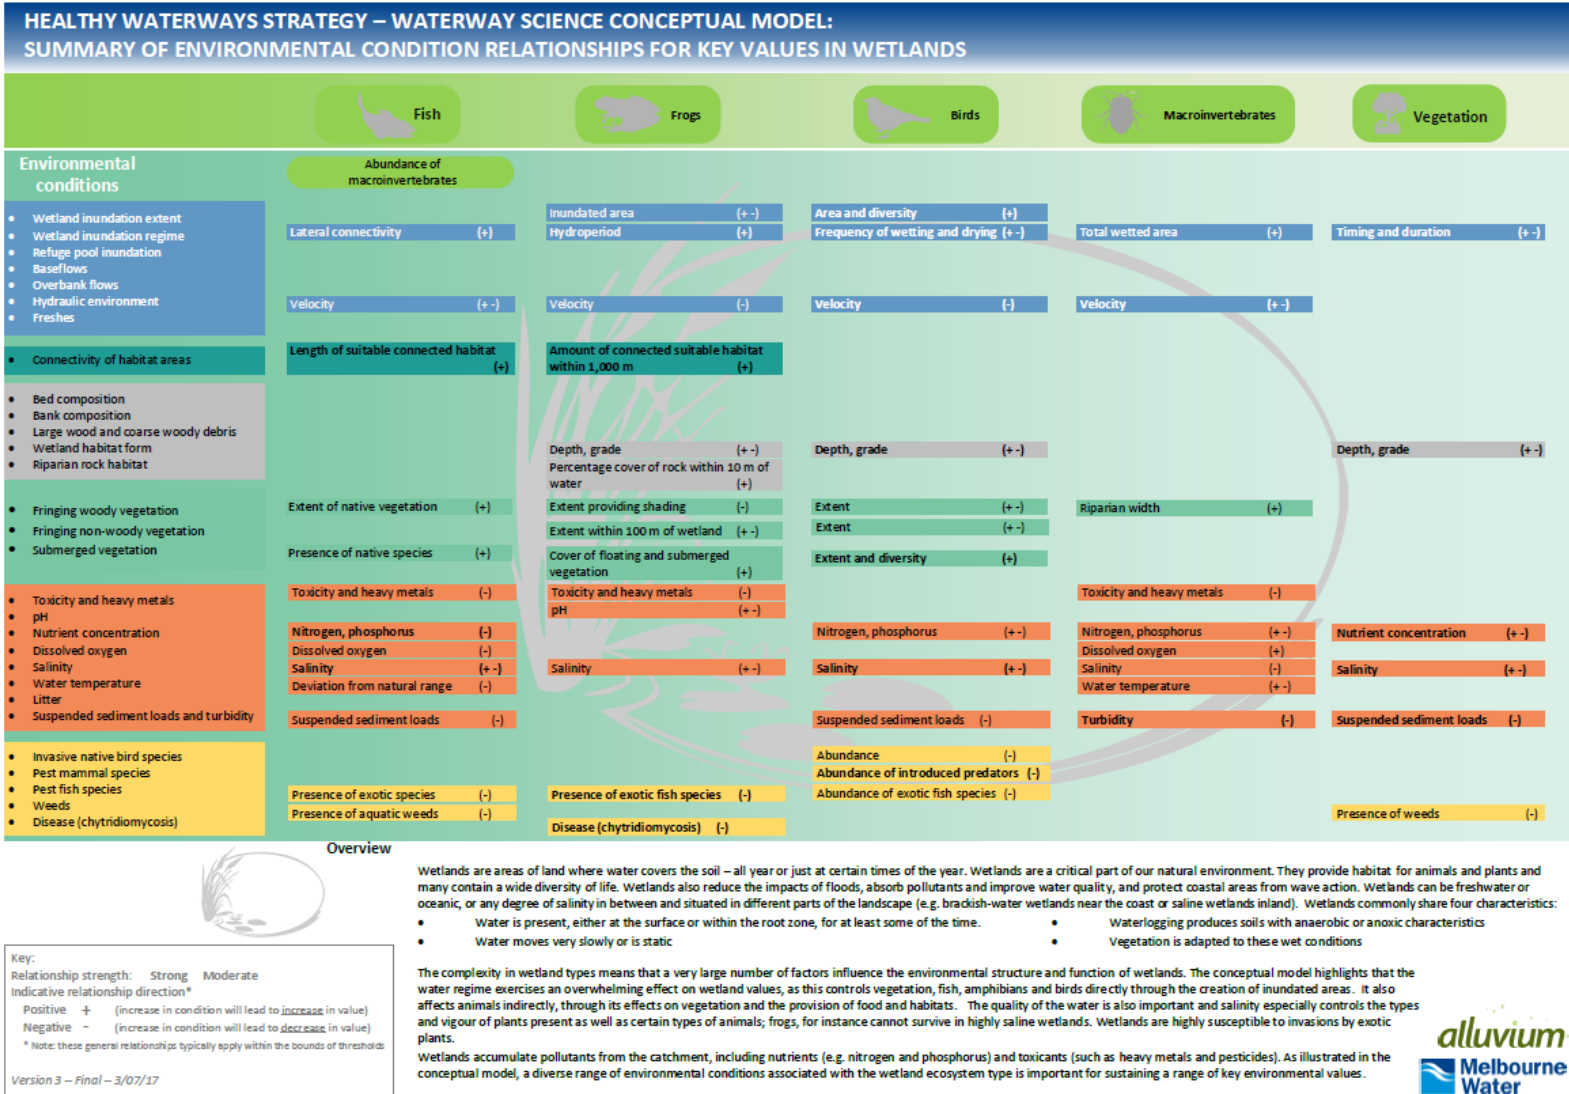 HEALTHY WATERWAYS STRATEGY – WATERWAY SCIENCE CONCEPTUAL MODEL:
SUMMARY OF ENVIRONMENTAL CONDITION RELATIONSHIPS FOR KEY VALUES IN WETLANDS
Fish
Frogs
Birds
Macroinvertebrates
Vegetation
Environmental
conditions
Abundance of
macroinvertebrates
• Wetland inundation extent
• Wetland inundation regime
• Refuge pool inundation
• Baseflows
• Overbank flows
• Hydraulic environment
• Freshes
Inundated area (+ -)
Area and diversity (+)
Lateral connectivity (+)
Hydroperiod (+)
Frequency of wetting and drying (+ -)
Total wetted area (+)
Timing and duration (+ -)
Velocity (+ -)
Velocity (-)
Velocity (-)
Velocity (+ -)
• Connectivity of habitat areas
Length of suitable connected habitat
(+)
Amount of connected suitable habitat
within 1,000 m (+)
• Bed composition
• Bank composition
• Large wood and coarse woody debris
• Wetland habitat form
• Riparian rock habitat
Depth, grade (+ -)
Percentage cover of rock within 10 m of
water (+)
Depth, grade (+ -)
Depth, grade (+ -)
• Fringing woody vegetation
• Fringing non-woody vegetation
• Submerged vegetation
Extent of native vegetation (+)
Extent providing shading (-)
Extent (+ -)
Riparian width (+)
Extent within 100 m of wetland (+ -)
Extent (+ -)
Presence of native species (+)
Cover of floating and submerged
vegetation (+)
Extent and diversity (+)
• Toxicity and heavy metals
• pH
• Nutrient concentration
• Dissolved oxygen
• Salinity
• Water temperature
• Litter
• Suspended sediment loads and turbidity
Toxicity and heavy metals (-)
Toxicity and heavy metals (-)
Toxicity and heavy metals (-)
pH (+ -)
Nitrogen, phosphorus (-)
Nitrogen, phosphorus (+ -)
Nitrogen, phosphorus (+ -)
Nutrient concentration (+ -)
Dissolved oxygen (-)
Dissolved oxygen (+)
Salinity (+ -)
Salinity (+ -)
Salinity (+ -)
Salinity (-)
Salinity (+ -)
Deviation from natural range (-)
Water temperature (+ -)
Suspended sediment loads (-)
Suspended sediment loads (-)
Turbidity (-)
Suspended sediment loads (-)
• Invasive native bird species
• Pest mammal species
• Pest fish species
• Weeds
• Disease (chytridiomycosis)
Abundance (-)
Abundance of introduced predators (-)
Presence of exotic species (-)
Presence of exotic fish species (-)
Abundance of exotic fish species (-)
Presence of aquatic weeds (-)
Presence of weeds (-)
Disease (chytridiomycosis) (-)
Overview
Wetlands are areas of land where water covers the soil – all year or just at certain times of the year. Wetlands are a critical part of our natural environment. They provide habitat for animals and plants and
many contain a wide diversity of life. Wetlands also reduce the impacts of floods, absorb pollutants and improve water quality, and protect coastal areas from wave action. Wetlands can be freshwater or
oceanic, or any degree of salinity in between and situated in different parts of the landscape (e.g. brackish-water wetlands near the coast or saline wetlands inland). Wetlands commonly share four characteristics:
• Water is present, either at the surface or within the root zone, for at least some of the time.
• Waterlogging produces soils with anaerobic or anoxic characteristics
• Water moves very slowly or is static
• Vegetation is adapted to these wet conditions
The complexity in wetland types means that a very large number of factors influence the environmental structure and function of wetlands. The conceptual model highlights that the
water regime exercises an overwhelming effect on wetland values, as this controls vegetation, fish, amphibians and birds directly through the creation of inundated areas. It also
affects animals indirectly, through its effects on vegetation and the provision of food and habitats. The quality of the water is also important and salinity especially controls the types
and vigour of plants present as well as certain types of animals; frogs, for instance cannot survive in highly saline wetlands. Wetlands are highly susceptible to invasions by exotic
plants.
Wetlands accumulate pollutants from the catchment, including nutrients (e.g. nitrogen and phosphorus) and toxicants (such as heavy metals and pesticides). As illustrated in the
conceptual model, a diverse range of environmental conditions associated with the wetland ecosystem type is important for sustaining a range of key environmental values.
Key:
Relationship strength: Strong Moderate
Indicative relationship direction*
Positive + (increase in condition will lead to increase in value)
Negative - (increase in condition will lead to decrease in value)
* Note: these general relationships typically apply within the bounds of thresholds
Version 3 – Final – 3/07/17
alluvium
Melbourne
Water